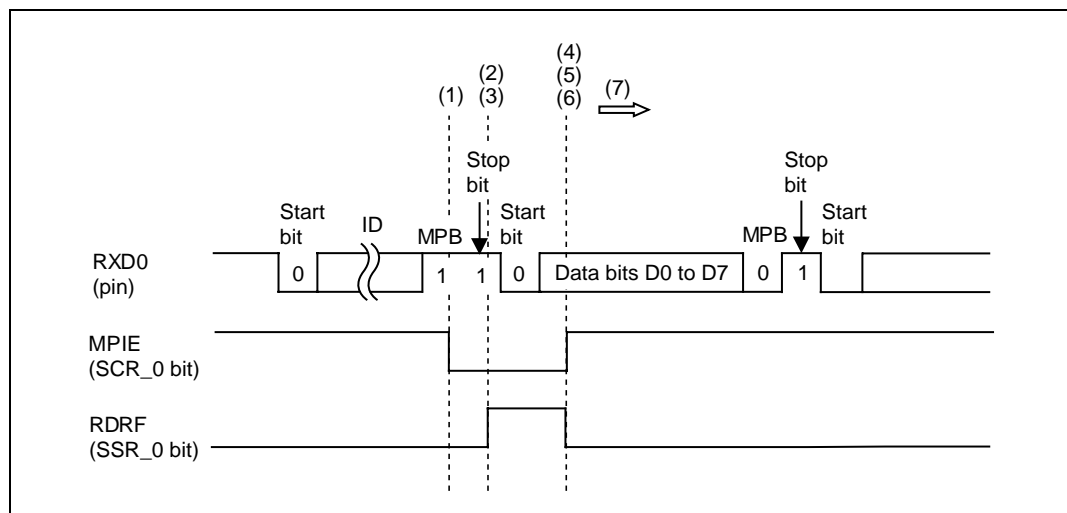 (4)
(2) (5) (7)
(1) (3) (6)
Stop bit
Stop bit
Start bit
ID
MPB
Start bit
MPB
Start bit
RXD0
(pin)
0
1
1
0
Data bits D0 to D7
0
1
MPIE
(SCR_0 bit)
RDRF
(SSR_0 bit)